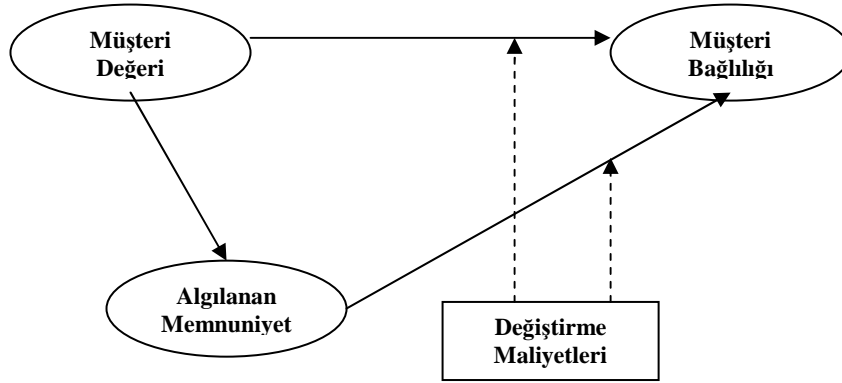 Müşteri
Değeri
Müşteri
Bağlılığı
Algılanan
Memnuniyet
Değiştirme
Maliyetleri